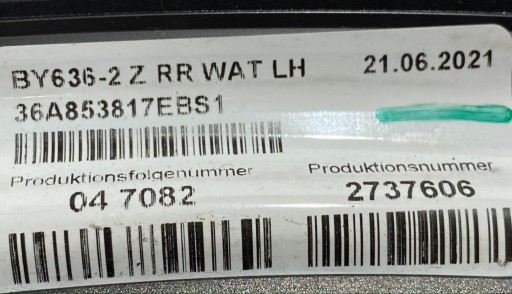 BY636-2 Z RR WAT LH 21.06.2021
36A853817EBS1
Produktionsfolgenummer Produktionsnummer
04 7082 2737606